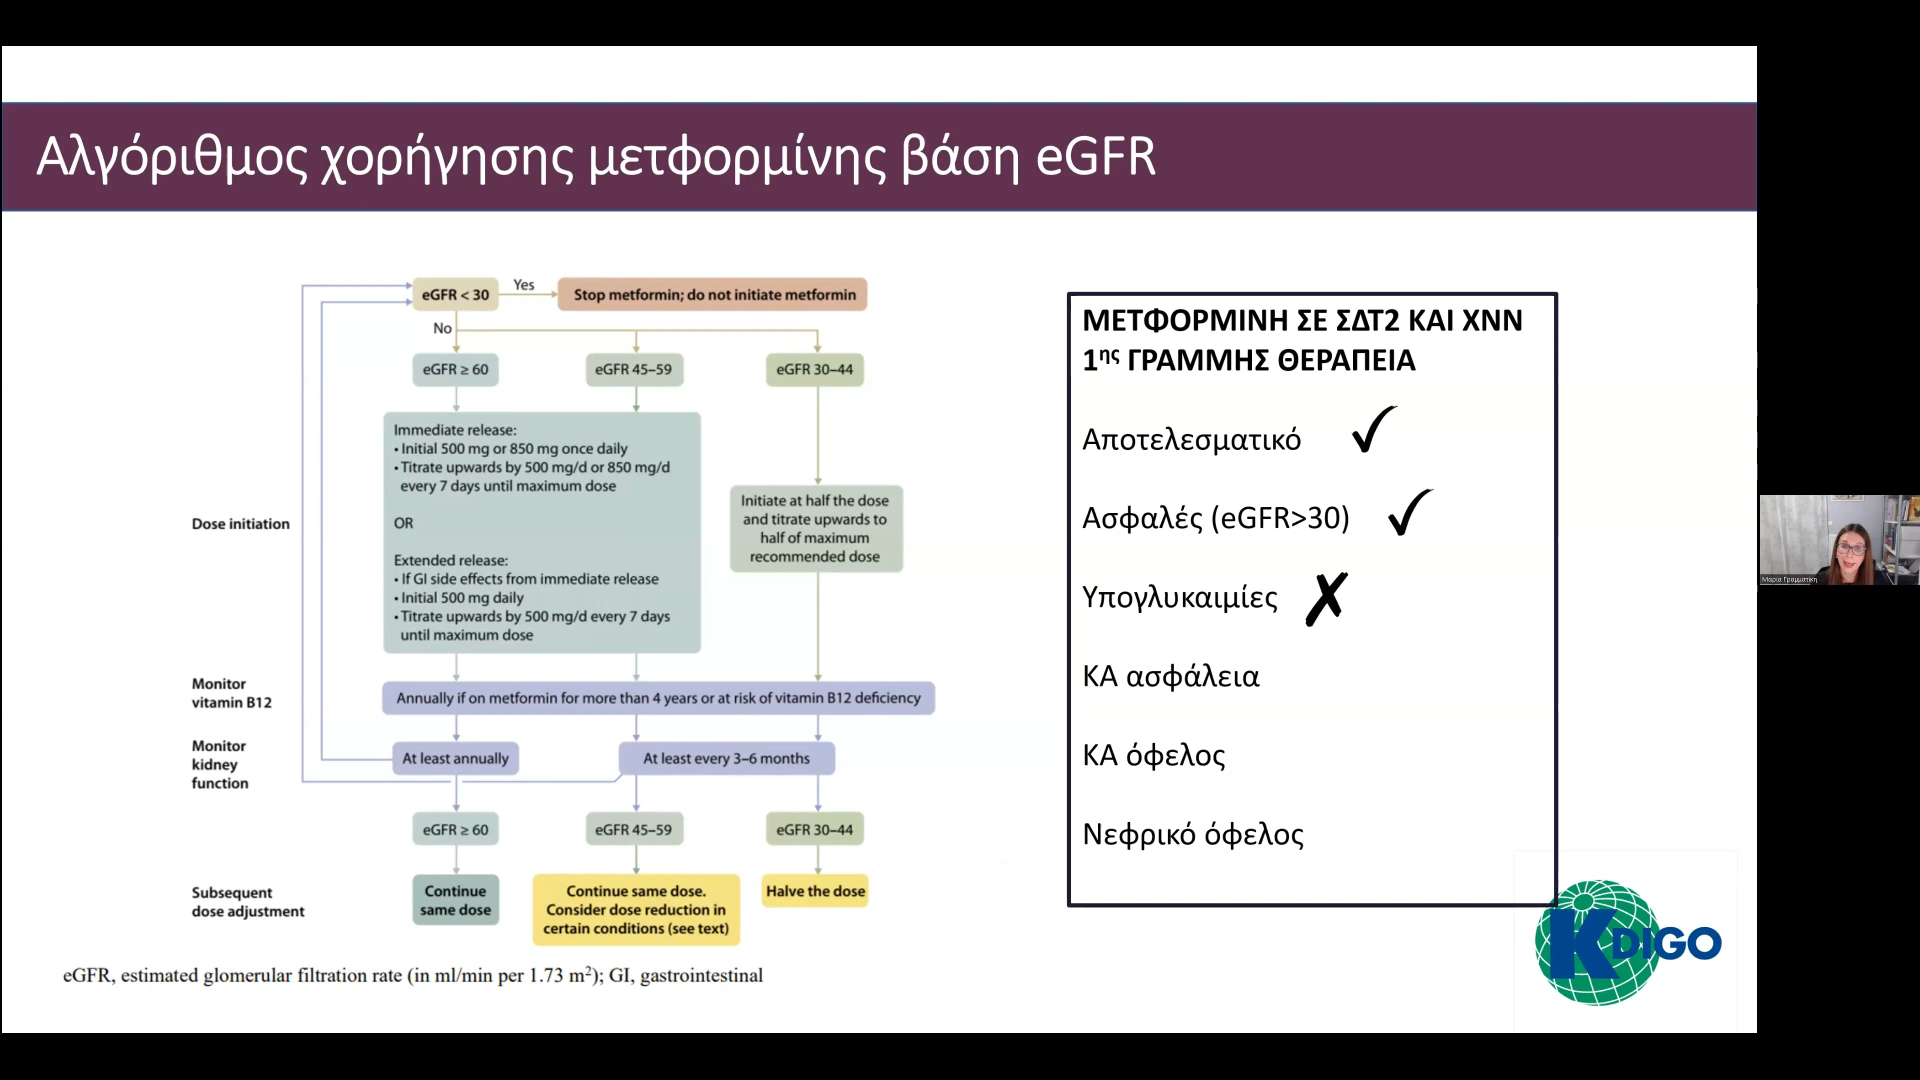 Αλγόριθμος χορήγησης μετφορμίνης βάση eGFR
eGFR < 30
Yes
Stop metformin; do not initiate metformin
No
eGFR ≥ 60
eGFR 45–59
eGFR 30–44
Dose initiation
Immediate release:
• Initial 500 mg or 850 mg once daily
• Titrate upwards by 500 mg/d or 850 mg/d
every 7 days until maximum dose
OR
Extended release:
• If GI side effects from immediate release
• Initial 500 mg daily
• Titrate upwards by 500 mg/d every 7 days
until maximum dose
Initiate at half the dose
and titrate upwards to
half of maximum
recommended dose
Monitor
vitamin B12
Annually if on metformin for more than 4 years or at risk of vitamin B12 deficiency
Monitor
kidney
function
At least annually
At least every 3–6 months
eGFR ≥ 60
eGFR 45–59
eGFR 30–44
Subsequent
dose adjustment
Continue
same dose
Continue same dose.
Consider dose reduction in
certain conditions (see text)
Halve the dose
eGFR, estimated glomerular filtration rate (in ml/min per 1.73 m²); GI, gastrointestinal
ΜΕΤΦΟΡΜΙΝΗ ΣΕ ΣΔΤ2 ΚΑΙ ΧΝΝ
1ης ΓΡΑΜΜΗΣ ΘΕΡΑΠΕΙΑ
Αποτελεσματικό ✓
Ασφαλές (eGFR>30) ✓
Υπογλυκαιμίες ✗
ΚΑ ασφάλεια
ΚΑ όφελος
Νεφρικό όφελος
KDIGO
Μαρία Γραμματίκη